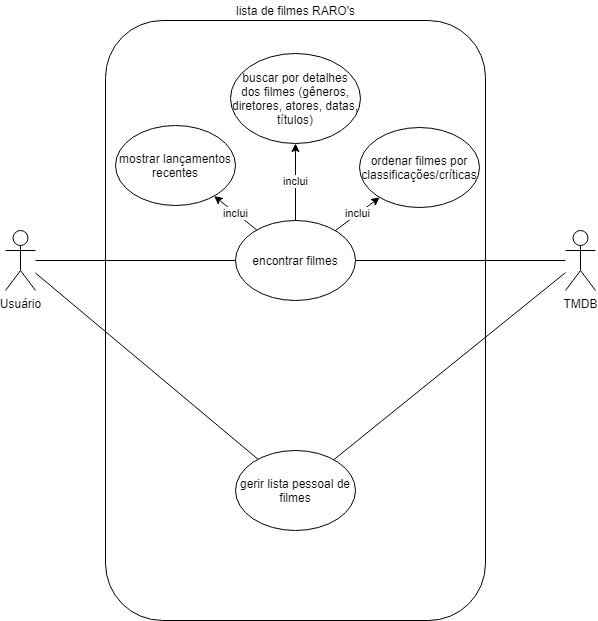 lista de filmes RARO's
buscar por detalhes
dos filmes (gêneros,
diretores, atores, datas,
títulos)
mostrar lançamentos
recentes
ordenar filmes por
classificações/críticas
inclui
inclui
inclui
encontrar filmes
Usuário
TMDB
gerir lista pessoal de
filmes